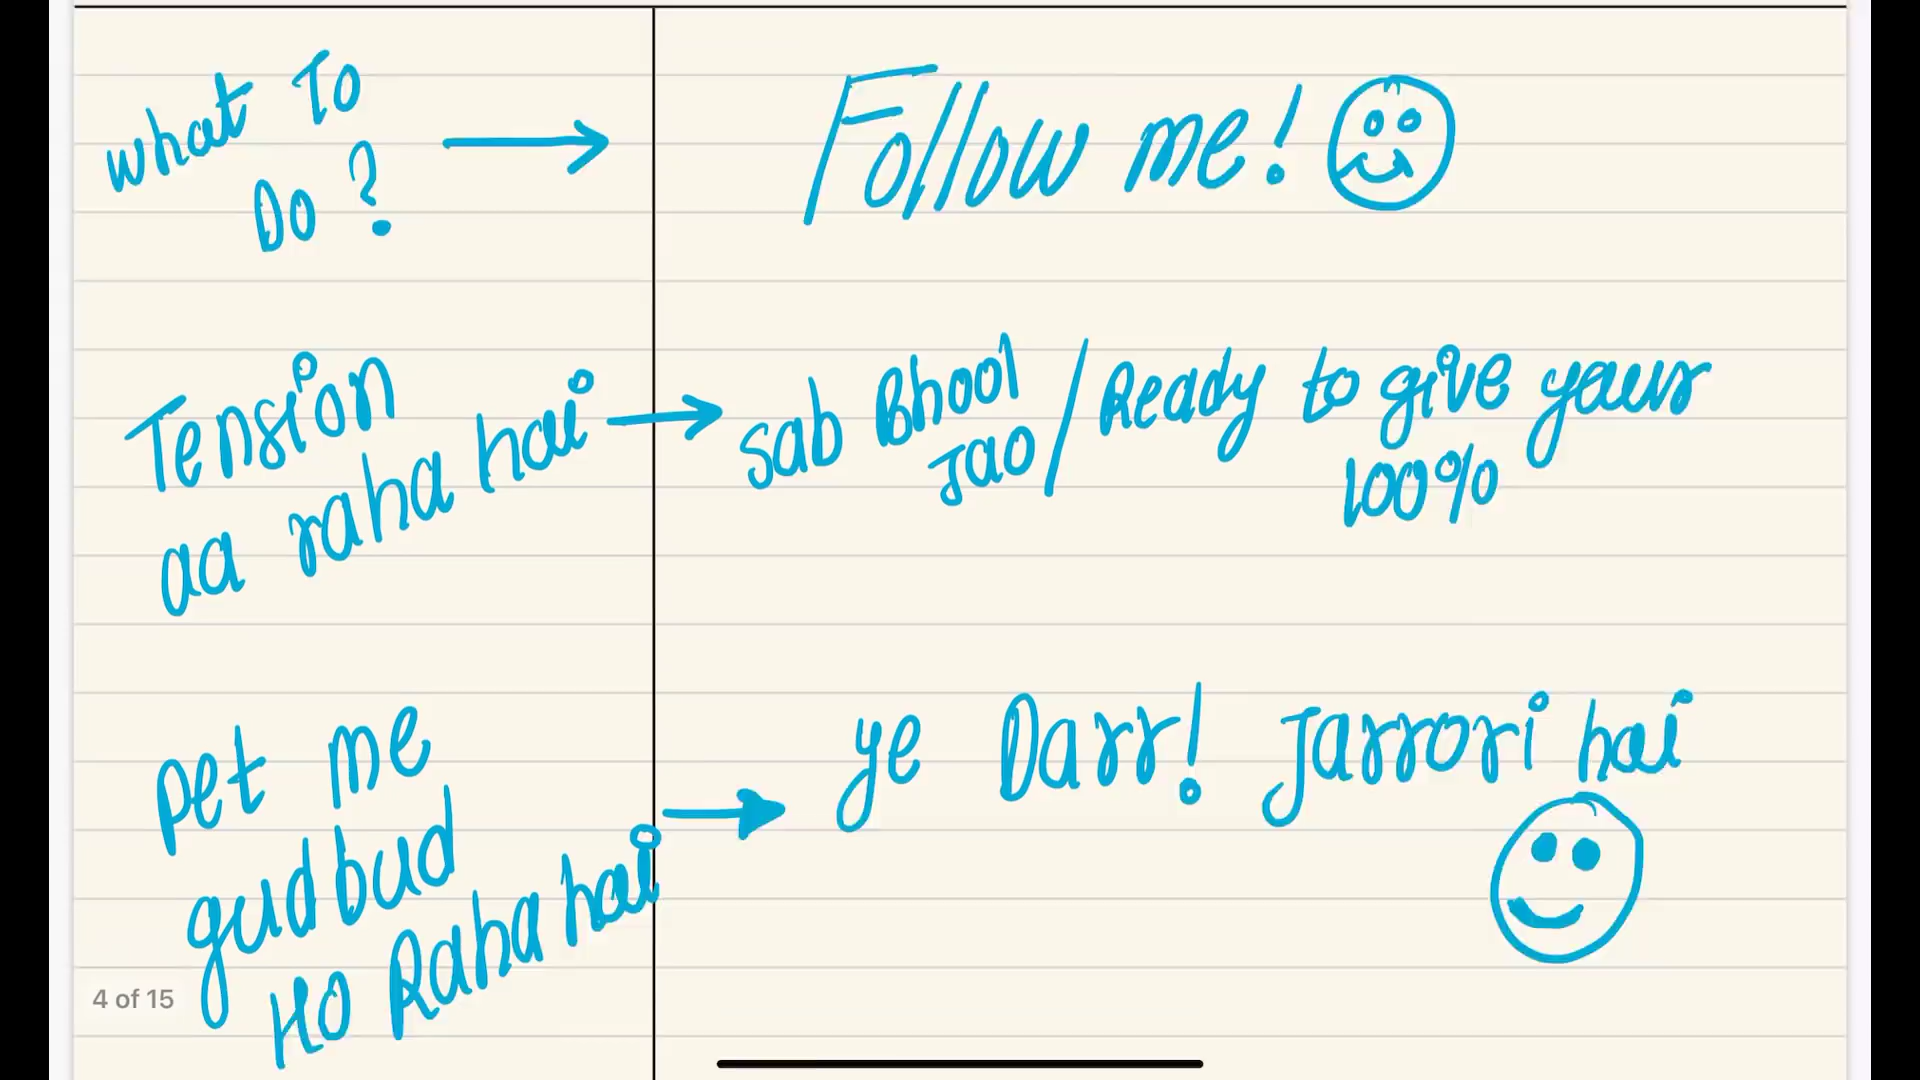 what To
Do ?
→ Follow me!
Tension
aa raha hai
→ Sab Bhool
Jao / Ready to give your
100%
pet me
gudbud
HO Raha hai
→ ye Darr! Jarrori hai
4 of 15